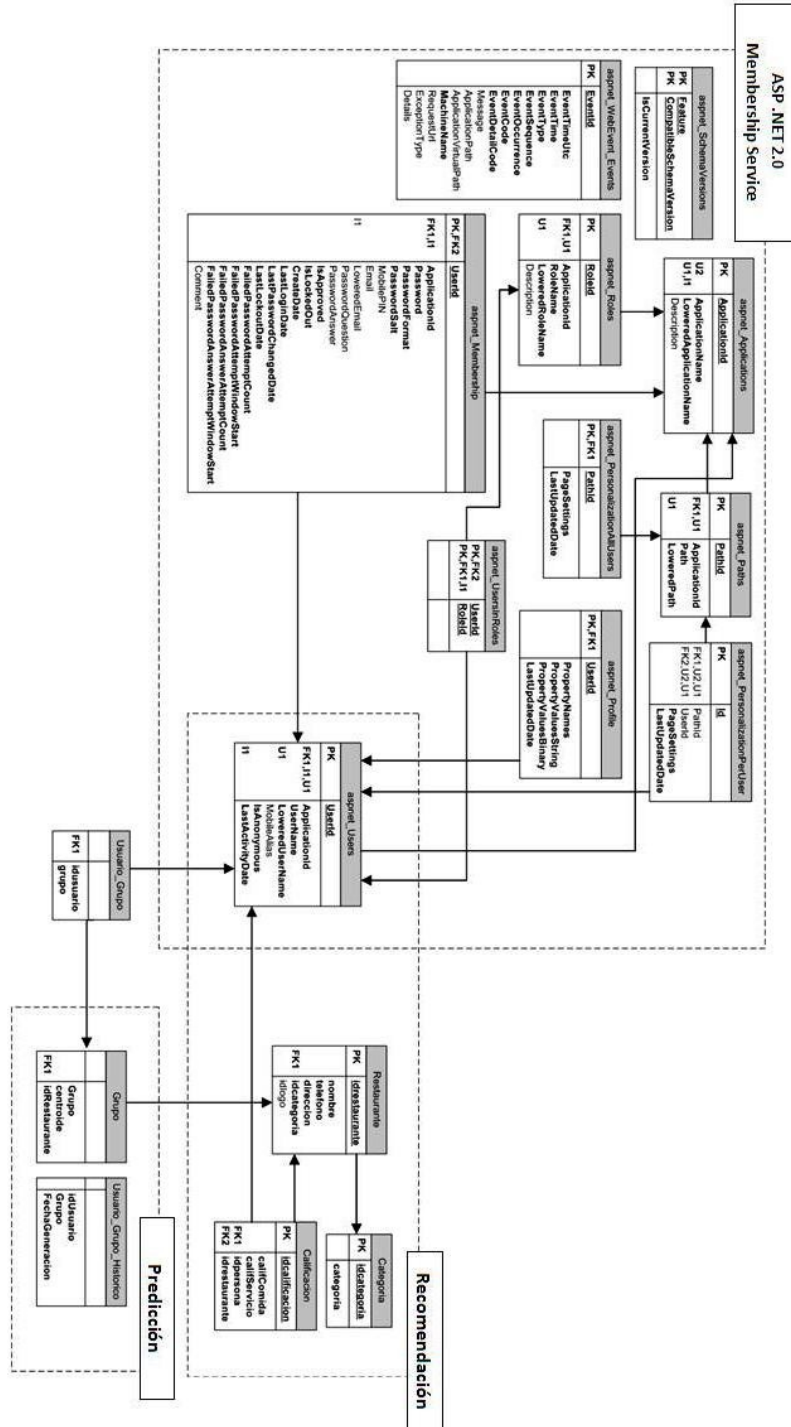 ASP .NET 2.0
Membership Service
aspnet_SchemaVersions
PK Feature
PK CompatibleSchemaVersion
IsCurrentVersion
aspnet_WebEvent_Events
PK EventId
EventTimeUtc
EventTime
EventType
EventSequence
EventOccurrence
EventCode
EventDetailCode
Message
ApplicationPath
ApplicationVirtualPath
MachineName
RequestUrl
ExceptionType
Details
aspnet_Applications
PK ApplicationId
U2 ApplicationName
U1,I1 LoweredApplicationName
Description
aspnet_Roles
PK RoleId
FK1,U1 ApplicationId
RoleName
U1 LoweredRoleName
Description
aspnet_Membership
PK,FK2 UserId
FK1,I1 ApplicationId
Password
PasswordFormat
PasswordSalt
MobilePIN
Email
I1 LoweredEmail
PasswordQuestion
PasswordAnswer
IsApproved
IsLockedOut
CreateDate
LastLoginDate
LastPasswordChangedDate
LastLockoutDate
FailedPasswordAttemptCount
FailedPasswordAttemptWindowStart
FailedPasswordAnswerAttemptCount
FailedPasswordAnswerAttemptWindowStart
Comment
aspnet_Paths
PK PathId
FK1,U1 ApplicationId
Path
U1 LoweredPath
aspnet_PersonalizationAllUsers
PK,FK1 PathId
PageSettings
LastUpdatedDate
aspnet_UsersInRoles
PK,FK2 UserId
PK,FK1,I1 RoleId
aspnet_PersonalizationPerUser
PK Id
FK1,U2,U1 PathId
FK2,U2,U1 UserId
PageSettings
LastUpdatedDate
aspnet_Profile
PK,FK1 UserId
PropertyNames
PropertyValuesString
PropertyValuesBinary
LastUpdatedDate
aspnet_Users
PK UserId
FK1,I1,U1 ApplicationId
UserName
U1 LoweredUserName
MobileAlias
IsAnonymous
I1 LastActivityDate
Usuario_Grupo
FK1 idusuario
grupo
Restaurante
PK idrestaurante
nombre
telefono
direccion
FK1 idcategoria
idlogo
Categoria
PK idcategoria
categoria
Calificacion
PK idcalificacion
califComida
califServicio
FK1 idpersona
FK2 idrestaurante
Recomendación
Grupo
Grupo
centroide
FK1 idRestaurante
Usuario_Grupo_Historico
idUsuario
Grupo
FechaGeneracion
Predicción